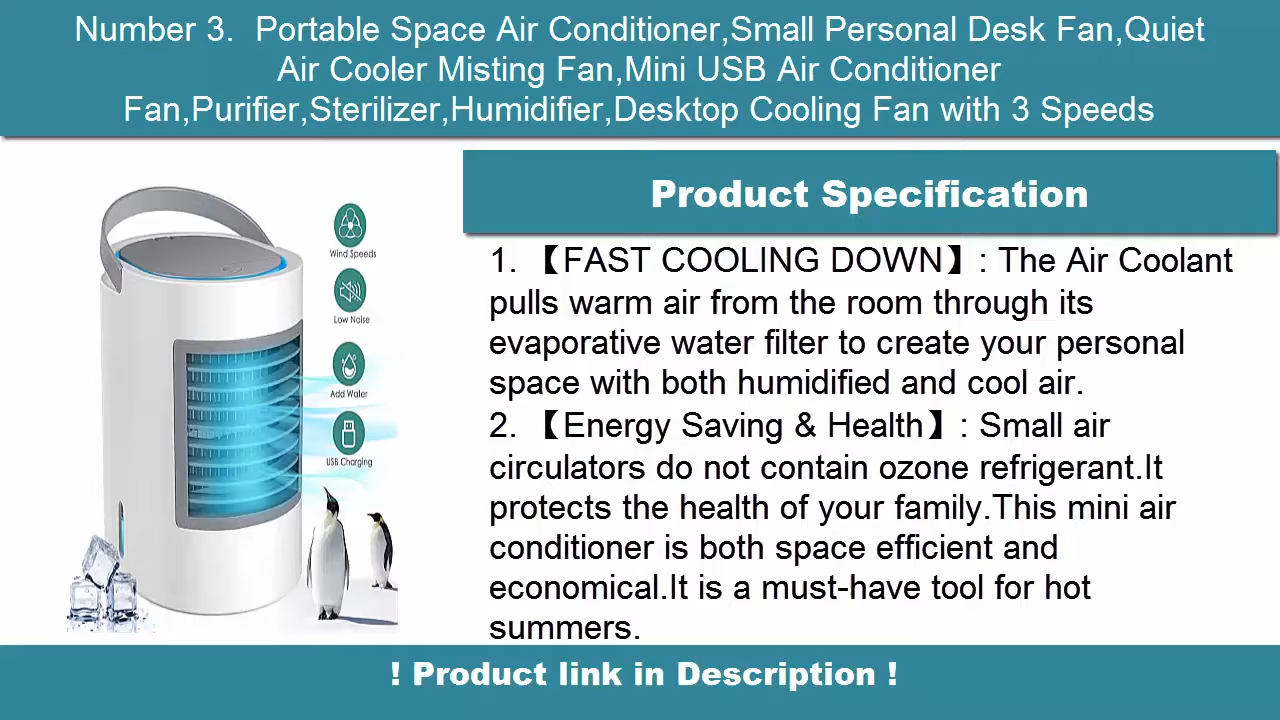 Number 3.  Portable Space Air Conditioner,Small Personal Desk Fan,Quiet
Air Cooler Misting Fan,Mini USB Air Conditioner
Fan,Purifier,Sterilizer,Humidifier,Desktop Cooling Fan with 3 Speeds
Product Specification
Wind Speeds
Low Noise
Add Water
USB Charging
1. 【FAST COOLING DOWN】: The Air Coolant
pulls warm air from the room through its
evaporative water filter to create your personal
space with both humidified and cool air.
2. 【Energy Saving & Health】: Small air
circulators do not contain ozone refrigerant.It
protects the health of your family.This mini air
conditioner is both space efficient and
economical.It is a must-have tool for hot
summers.
! Product link in Description !